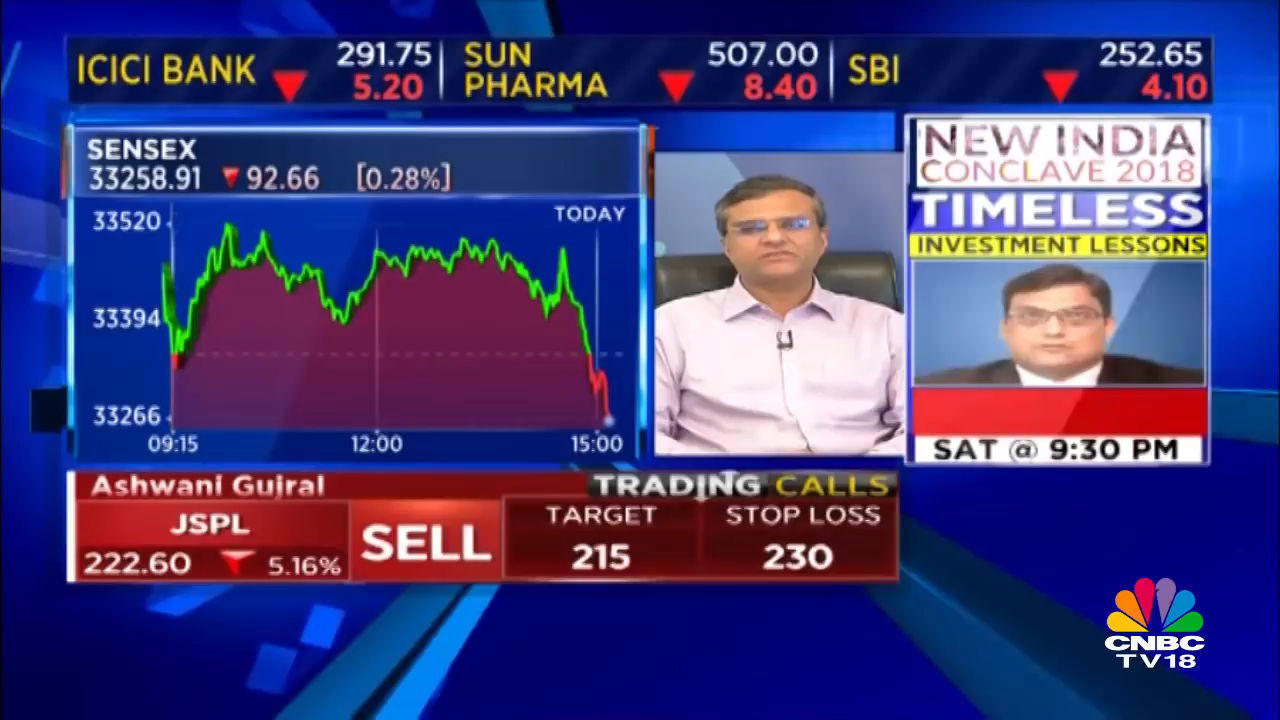 ICICI BANK 291.75 5.20
SUN PHARMA 507.00 8.40
SBI 252.65 4.10
SENSEX
33258.91 92.66 [0.28%]
TODAY
33520
33394
33266
09:15 12:00 15:00
NEW INDIA
CONCLAVE 2018
TIMELESS
INVESTMENT LESSONS
SAT @ 9:30 PM
Ashwani Gujral
TRADING CALLS
JSPL
222.60 5.16%
SELL
TARGET
215
STOP LOSS
230
CNBC
TV18